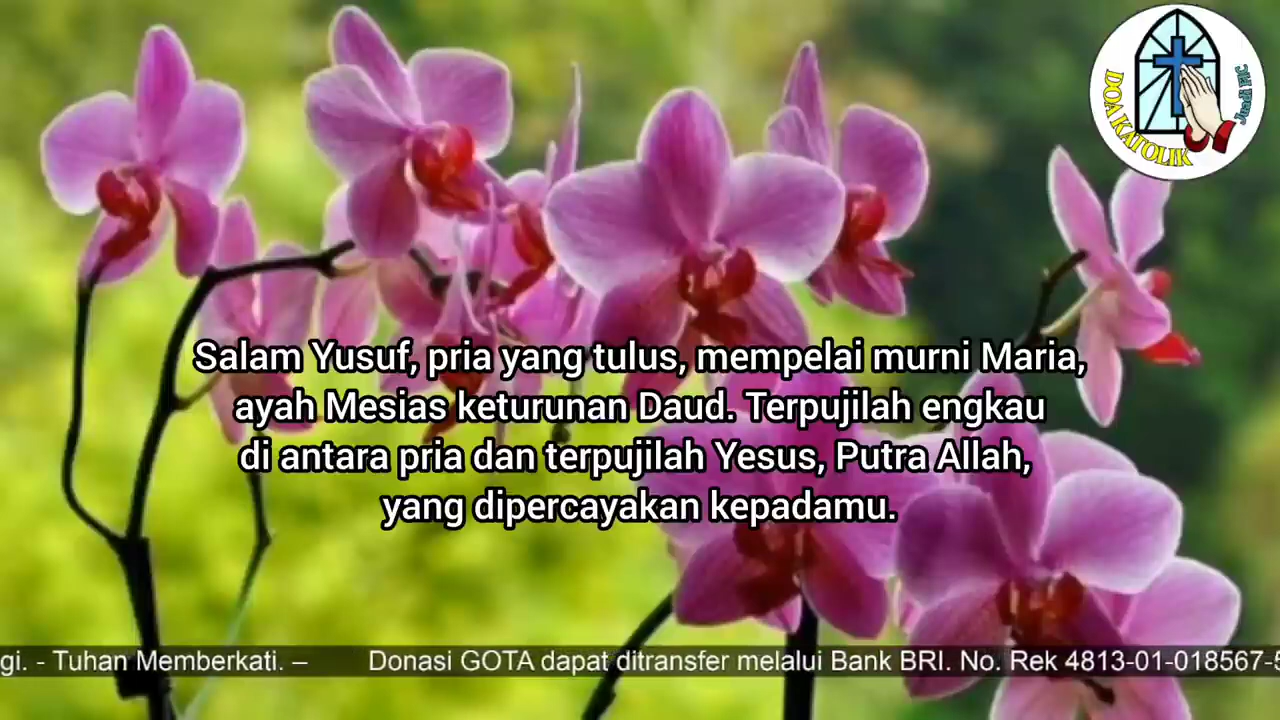 DOA KATOLIK
Salam Yusuf, pria yang tulus, mempelai murni Maria,
ayah Mesias keturunan Daud. Terpujilah engkau
di antara pria dan terpujilah Yesus, Putra Allah,
yang dipercayakan kepadamu.
gi. - Tuhan Memberkati. – Donasi GOTA dapat ditransfer melalui Bank BRI. No. Rek 4813-01-018567-5